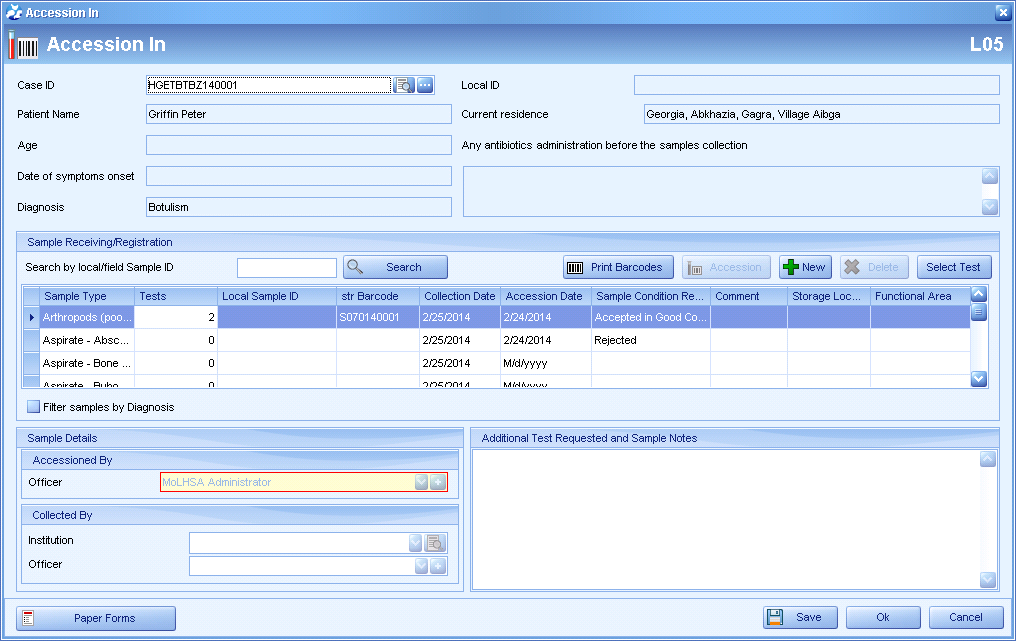 Accession In
Accession In L05
Case ID HGETBTBZ140001 Local ID
Patient Name Griffin Peter Current residence Georgia, Abkhazia, Gagra, Village Aibga
Age Any antibiotics administration before the samples collection
Date of symptoms onset
Diagnosis Botulism
Sample Receiving/Registration
Search by local/field Sample ID Search Print Barcodes Accession New Delete Select Test
Sample Type Tests Local Sample ID str Barcode Collection Date Accession Date Sample Condition Re... Comment Storage Loc... Functional Area
Arthropods (poo... 2 S070140001 2/25/2014 2/24/2014 Accepted in Good Co...
Aspirate - Absc... 0 2/25/2014 2/24/2014 Rejected
Aspirate - Bone ... 0 2/25/2014 M/d/yyyy
Aspirate - Bubo 0 2/25/2014 M/d/yyyy
Filter samples by Diagnosis
Sample Details Additional Test Requested and Sample Notes
Accessioned By
Officer MoLHSA Administrator
Collected By
Institution
Officer
Paper Forms Save Ok Cancel